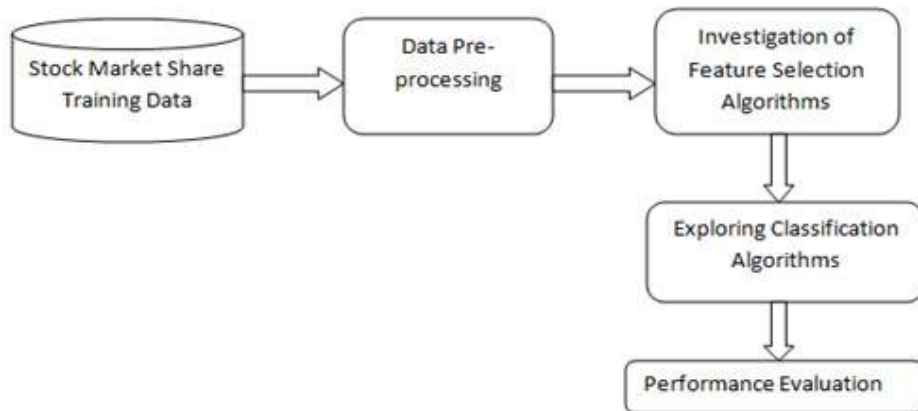 Stock Market Share
Training Data
Data Pre-
processing
Investigation of
Feature Selection
Algorithms
Exploring Classification
Algorithms
Performance Evaluation